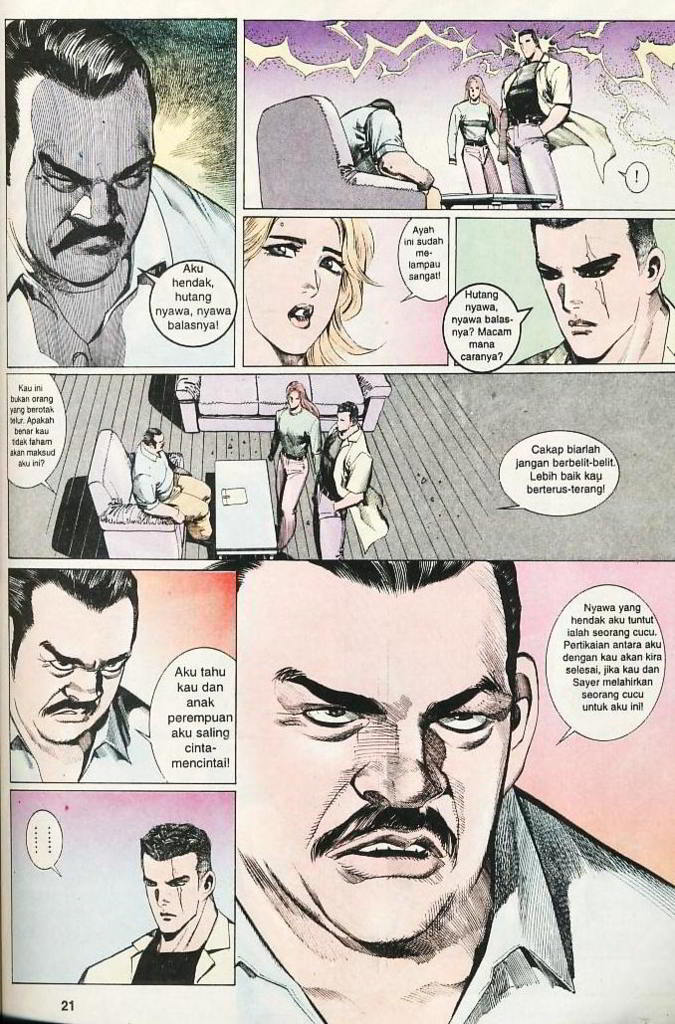 Aku
hendak,
hutang
nyawa, nyawa
balasnya!
!
Ayah
ini sudah
me-
lampau
sangat!
Hutang
nyawa,
nyawa balas-
nya? Macam
mana
caranya?
Kau ini
bukan orang
yang berotak
telur. Apakah
benar kau
tidak faham
akan maksud
aku ini?
Cakap biarlah
jangan berbelit-belit.
Lebih baik kau
berterus-terang!
Aku tahu
kau dan
anak
perempuan
aku saling
cinta-
mencintai!
Nyawa yang
hendak aku tuntut
ialah seorang cucu.
Pertikaian antara aku
dengan kau akan kira
selesai, jika kau dan
Sayer melahirkan
seorang cucu
untuk aku ini!
......
21